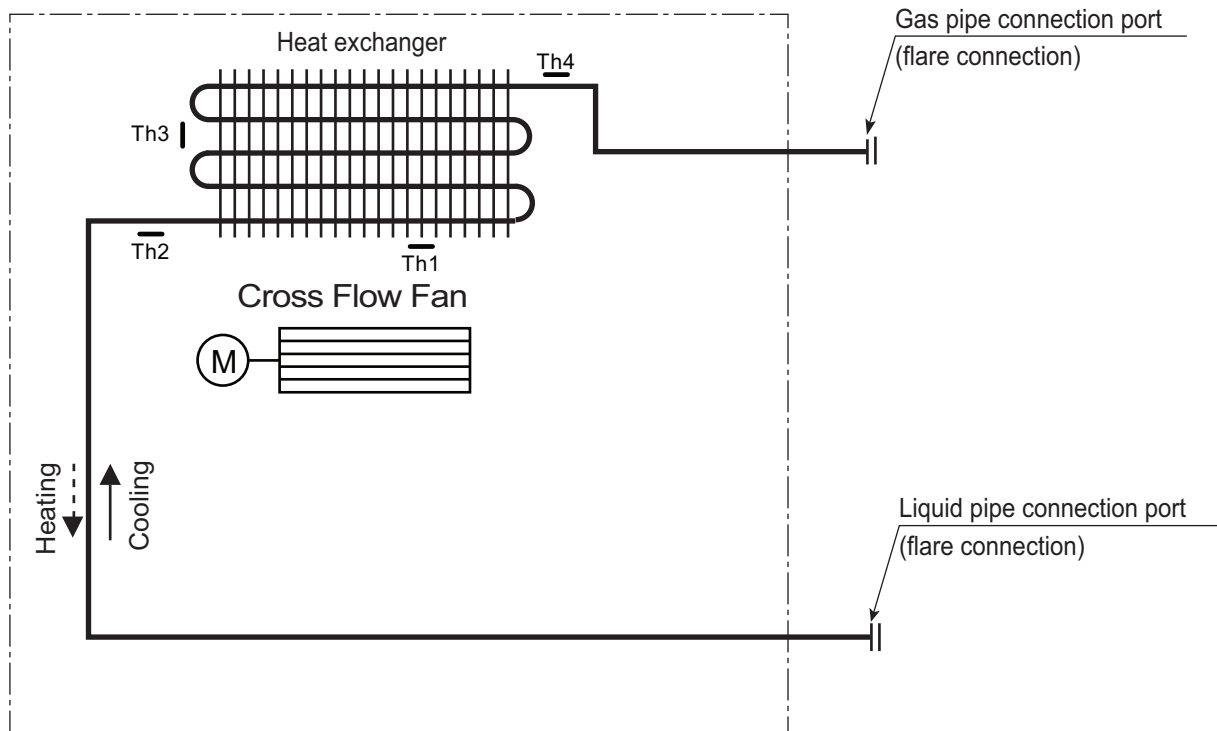 Gas pipe connection port
(flare connection)
Heat exchanger
Th4
Th3
Th2
Th1
Cross Flow Fan
M
Heating
Cooling
Liquid pipe connection port
(flare connection)